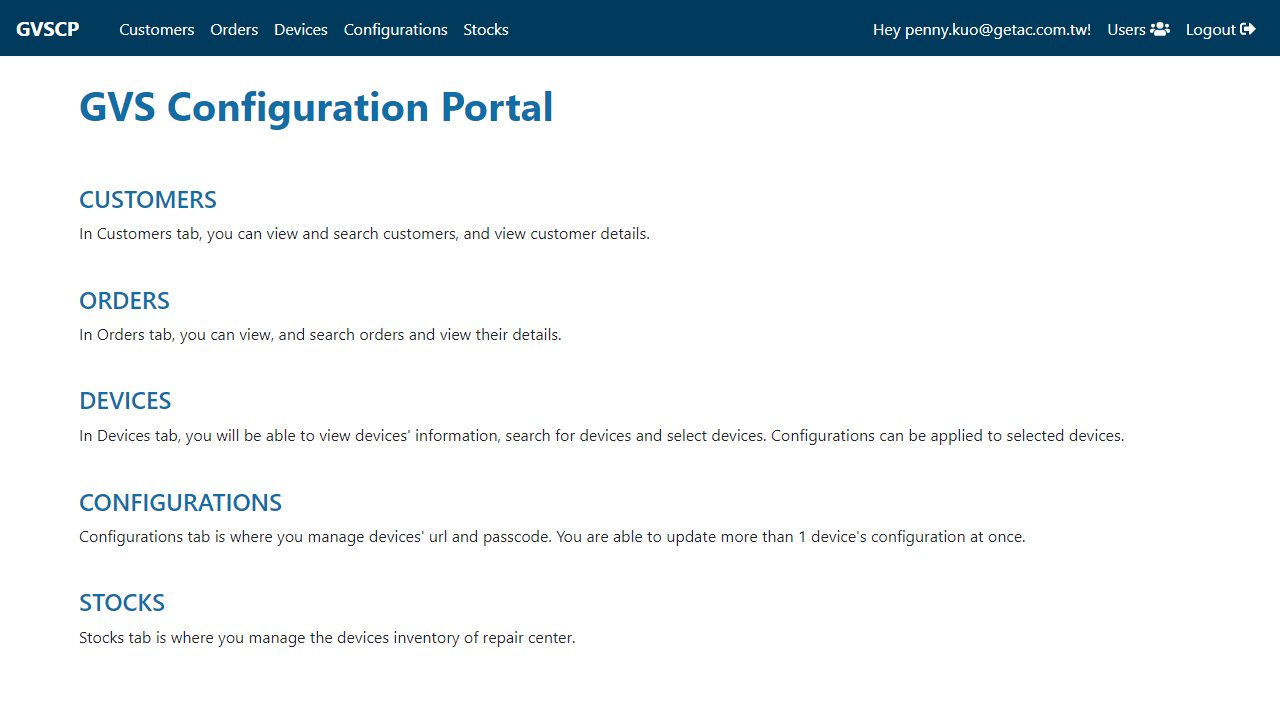 GVSCP Customers Orders Devices Configurations Stocks Hey penny.kuo@getac.com.tw! Users Logout
GVS Configuration Portal
CUSTOMERS
In Customers tab, you can view and search customers, and view customer details.
ORDERS
In Orders tab, you can view, and search orders and view their details.
DEVICES
In Devices tab, you will be able to view devices' information, search for devices and select devices. Configurations can be applied to selected devices.
CONFIGURATIONS
Configurations tab is where you manage devices' url and passcode. You are able to update more than 1 device's configuration at once.
STOCKS
Stocks tab is where you manage the devices inventory of repair center.